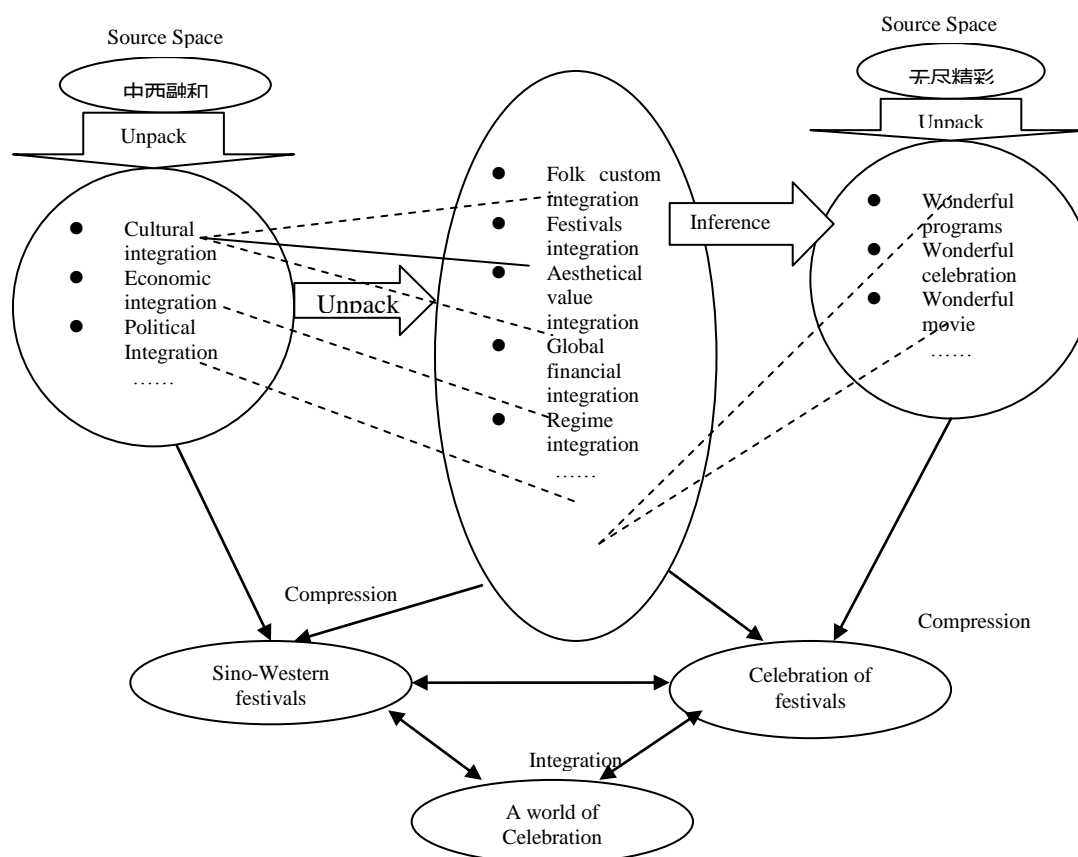 Source Space
中西融和
Unpack
Cultural
integration
Economic
integration
Political
Integration
……
Unpack
Folk custom
integration
Festivals
integration
Aesthetical
value
integration
Global
financial
integration
Regime
integration
……
Inference
Source Space
无尽精彩
Unpack
Wonderful
programs
Wonderful
celebration
Wonderful
movie
……
Compression
Compression
Sino-Western
festivals
Celebration of
festivals
Integration
A world of
Celebration